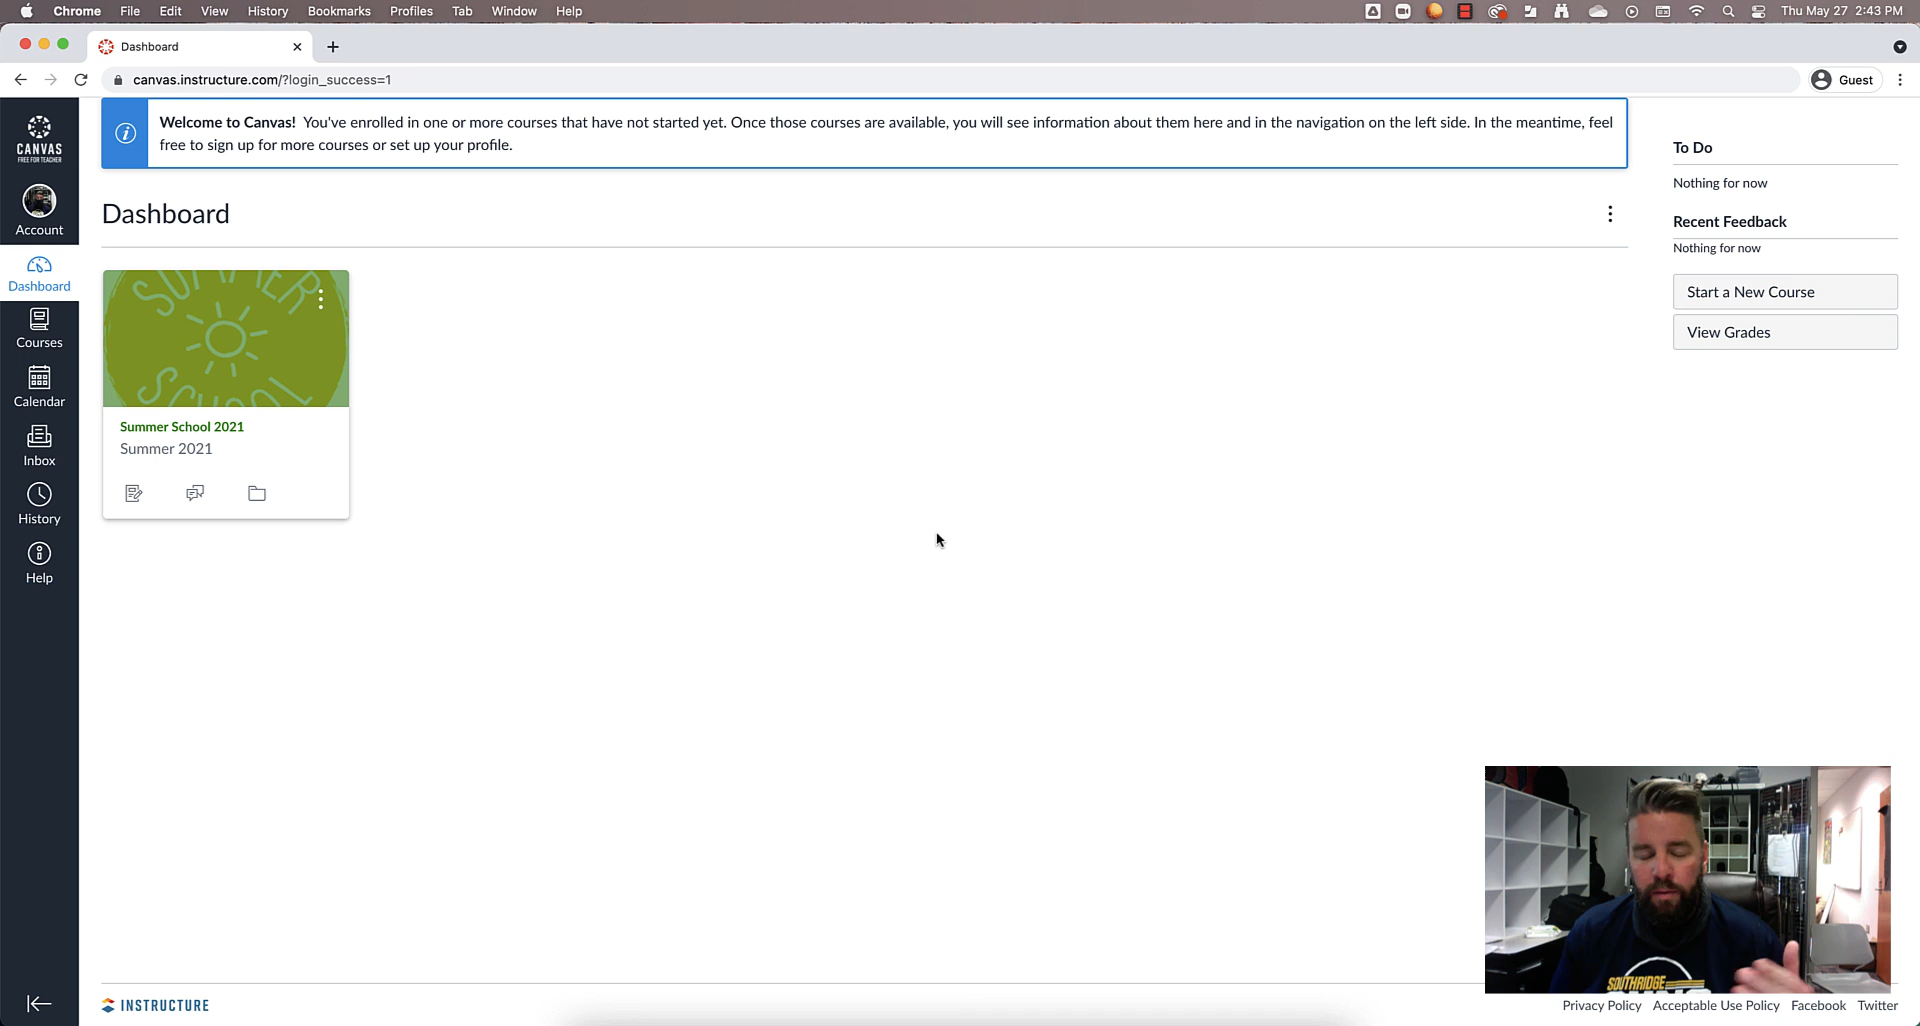 Chrome File Edit View History Bookmarks Profiles Tab Window Help Thu May 27 2:43 PM
Dashboard
canvas.instructure.com/?login_success=1 Guest
CANVAS
FREE FOR TEACHER
Account
Dashboard
Courses
Calendar
Inbox
History
Help
Welcome to Canvas! You've enrolled in one or more courses that have not started yet. Once those courses are available, you will see information about them here and in the navigation on the left side. In the meantime, feel
free to sign up for more courses or set up your profile.
Dashboard
SUMMER
SCHOOL
Summer School 2021
Summer 2021
To Do
Nothing for now
Recent Feedback
Nothing for now
Start a New Course
View Grades
SOUTHRIDGE
INSTRUCTURE
Privacy Policy Acceptable Use Policy Facebook Twitter